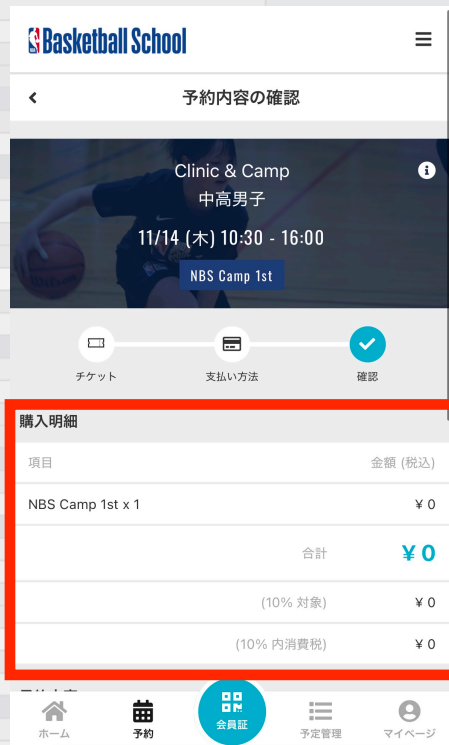 Basketball School
予約内容の確認
Clinic & Camp
中高男子
11/14 (木) 10:30 - 16:00
NBS Camp 1st
チケット
支払い方法
確認
購入明細
項目 金額 (税込)
NBS Camp 1st x 1 ¥ 0
合計 ¥ 0
(10% 対象) ¥ 0
(10% 内消費税) ¥ 0
ホーム
予約
会員証
予定管理
マイページ